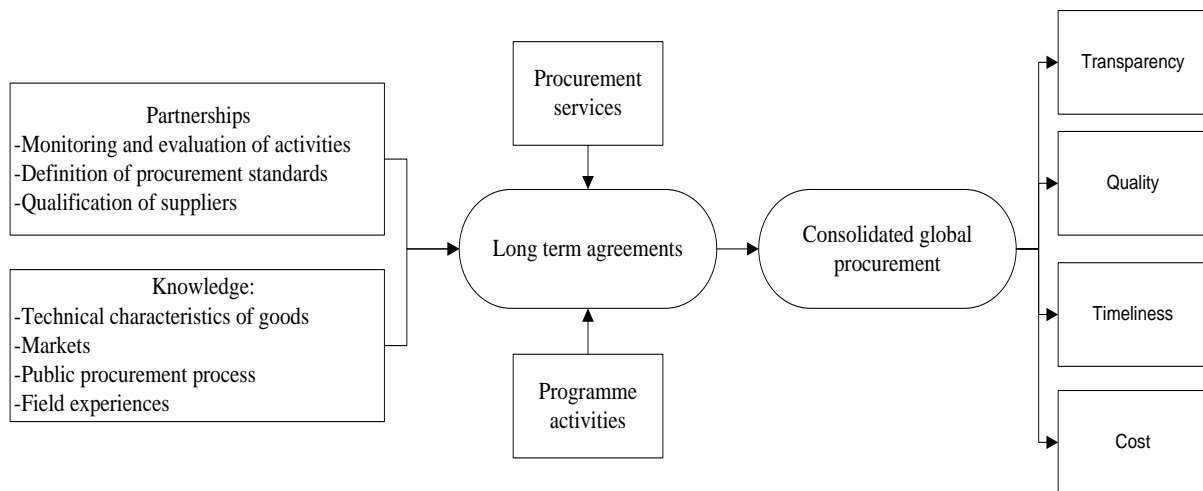 Partnerships
-Monitoring and evaluation of activities
-Definition of procurement standards
-Qualification of suppliers
Knowledge:
-Technical characteristics of goods
-Markets
-Public procurement process
-Field experiences
Procurement
services
Long term agreements
Programme
activities
Consolidated global
procurement
Transparency
Quality
Timeliness
Cost